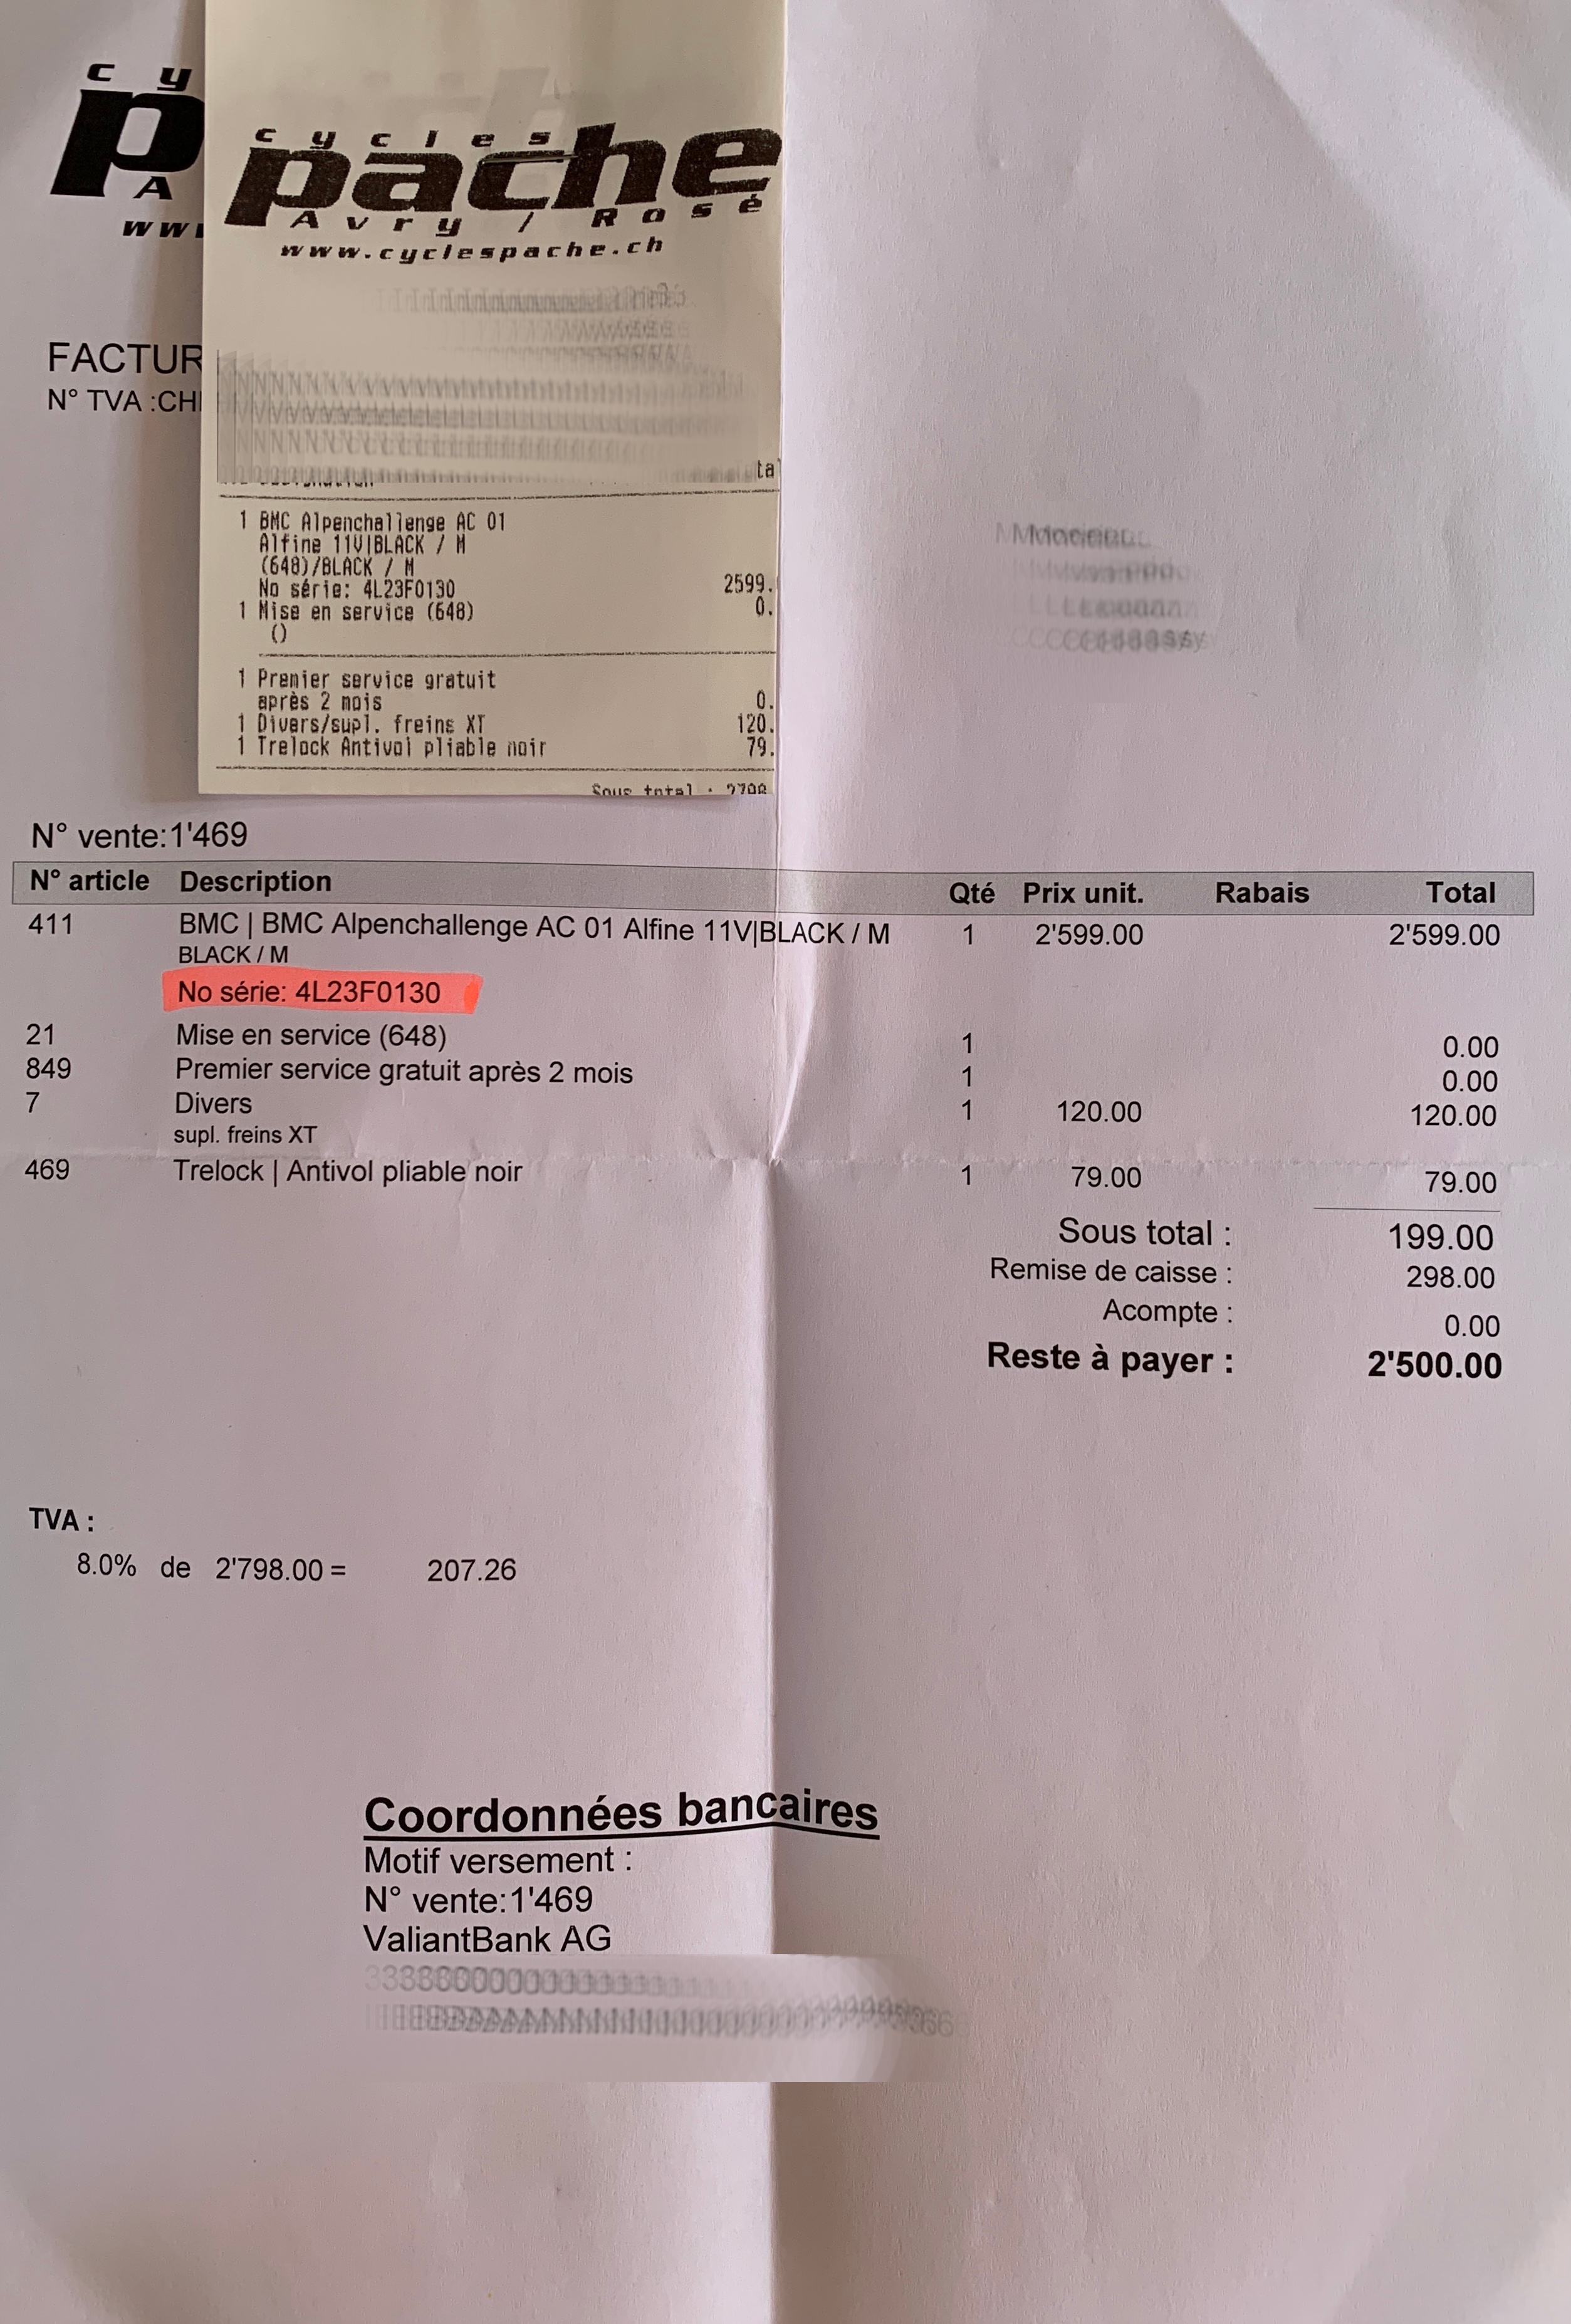 c y
p
A
www
FACTUR
N° TVA :CH
cycles
pache
Avry / Rosé
www.cyclespache.ch
1 BMC Alpenchallenge AC 01
Alfine 11V|BLACK / M
(648)/BLACK / M
No série: 4L23F0130 2599.
1 Mise en service (648) 0.
()
1 Premier service gratuit
après 2 mois 0.
1 Divers/supl. freins XT 120.
1 Trelock Antivol pliable noir 79.
Sous total : 2798
N° vente:1'469
N° article Description Qté Prix unit. Rabais Total
411 BMC | BMC Alpenchallenge AC 01 Alfine 11V|BLACK / M 1 2'599.00 2'599.00
BLACK / M
No série: 4L23F0130
21 Mise en service (648) 1 0.00
849 Premier service gratuit après 2 mois 1 0.00
7 Divers 1 120.00 120.00
supl. freins XT
469 Trelock | Antivol pliable noir 1 79.00 79.00
Sous total : 199.00
Remise de caisse : 298.00
Acompte : 0.00
Reste à payer : 2'500.00
TVA :
8.0% de 2'798.00 = 207.26
Coordonnées bancaires
Motif versement :
N° vente:1'469
ValiantBank AG